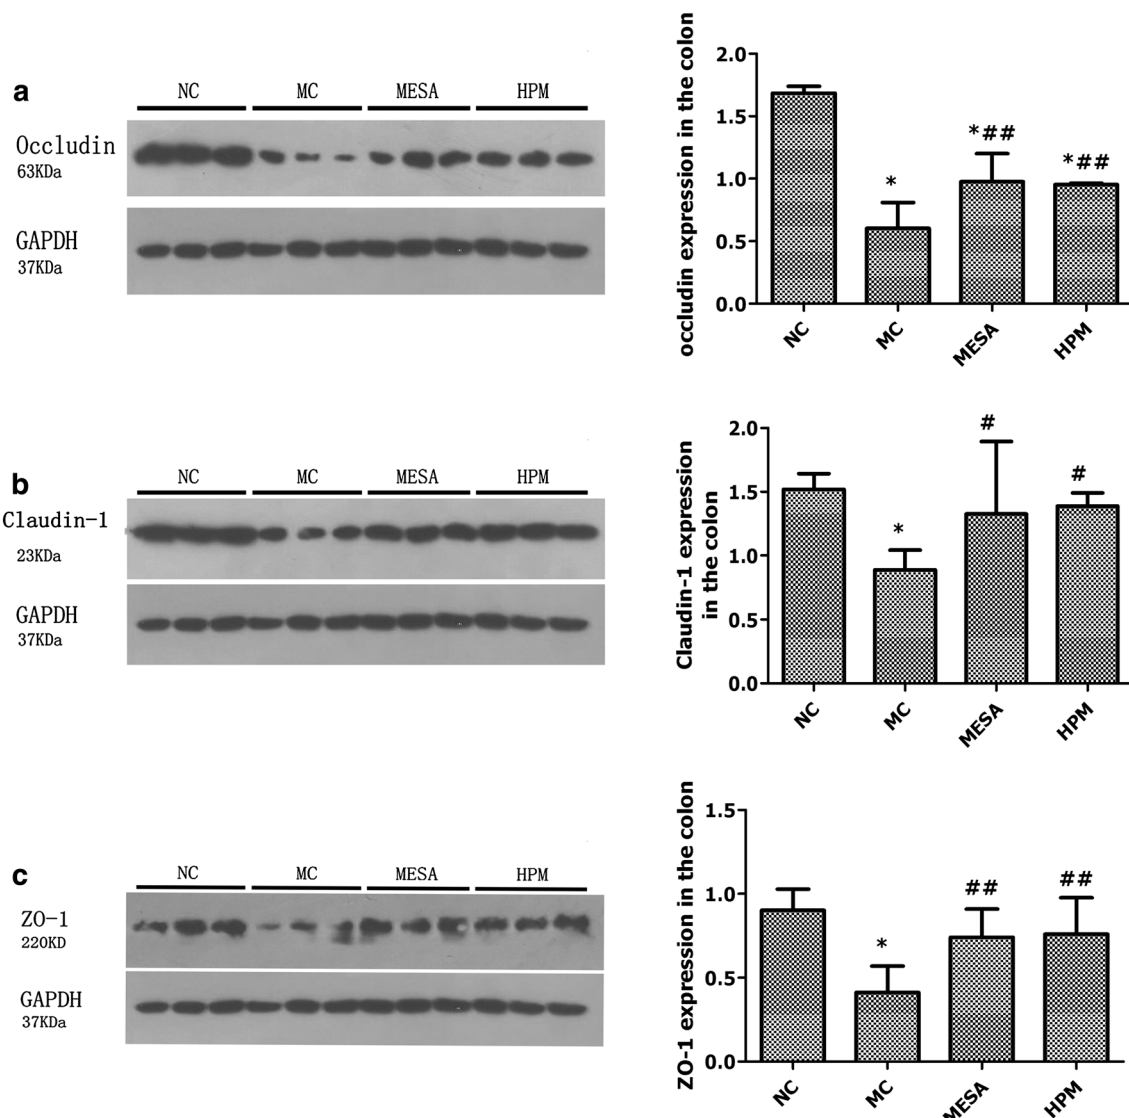 a
NC MC MESA HPM
Occludin
63KDa
GAPDH
37KDa
occludin expression in the colon
2.0
1.5
1.0
0.5
0.0
*
*##
*##
NC MC MESA HPM
b
NC MC MESA HPM
Claudin-1
23KDa
GAPDH
37KDa
Claudin-1 expression
in the colon
2.0
1.5
1.0
0.5
0.0
*
#
#
NC MC MESA HPM
c
NC MC MESA HPM
ZO-1
220KD
GAPDH
37KDa
ZO-1 expression in the colon
1.5
1.0
0.5
0.0
*
##
##
NC MC MESA HPM